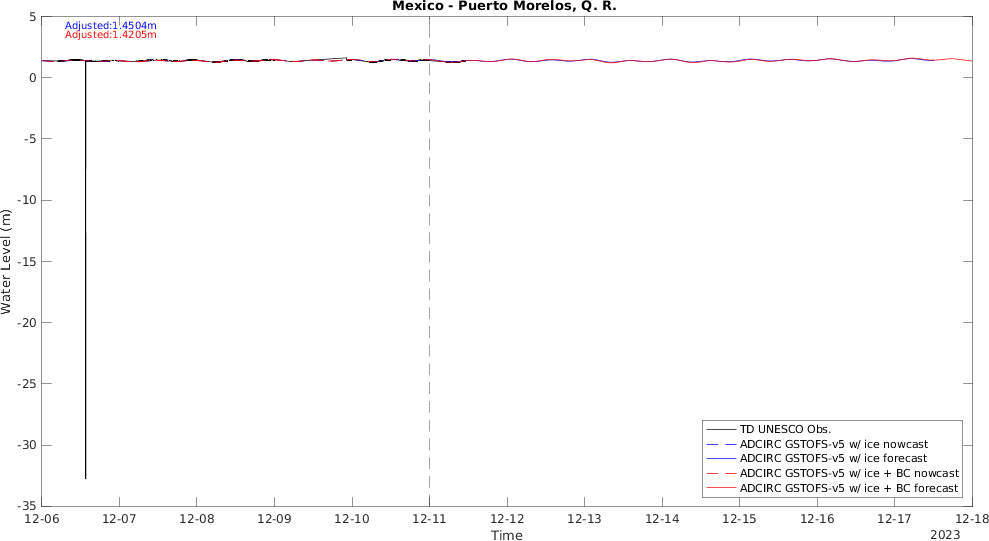 Mexico - Puerto Morelos, Q. R.
Adjusted:1.4504m
Adjusted:1.4205m
Water Level (m)
5
0
-5
-10
-15
-20
-25
-30
-35
TD UNESCO Obs.
ADCIRC GSTOFS-v5 w/ ice nowcast
ADCIRC GSTOFS-v5 w/ ice forecast
ADCIRC GSTOFS-v5 w/ ice + BC nowcast
ADCIRC GSTOFS-v5 w/ ice + BC forecast
12-06 12-07 12-08 12-09 12-10 12-11 12-12 12-13 12-14 12-15 12-16 12-17 12-18
Time
2023